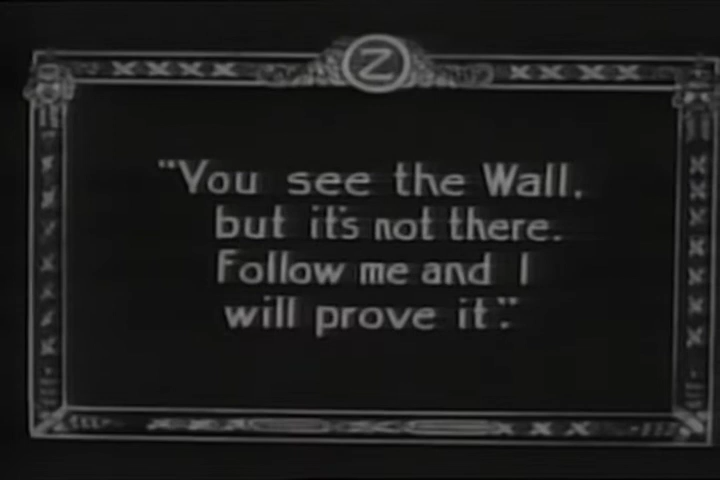 Z
"You see the Wall,
but it's not there.
Follow me and I
will prove it."